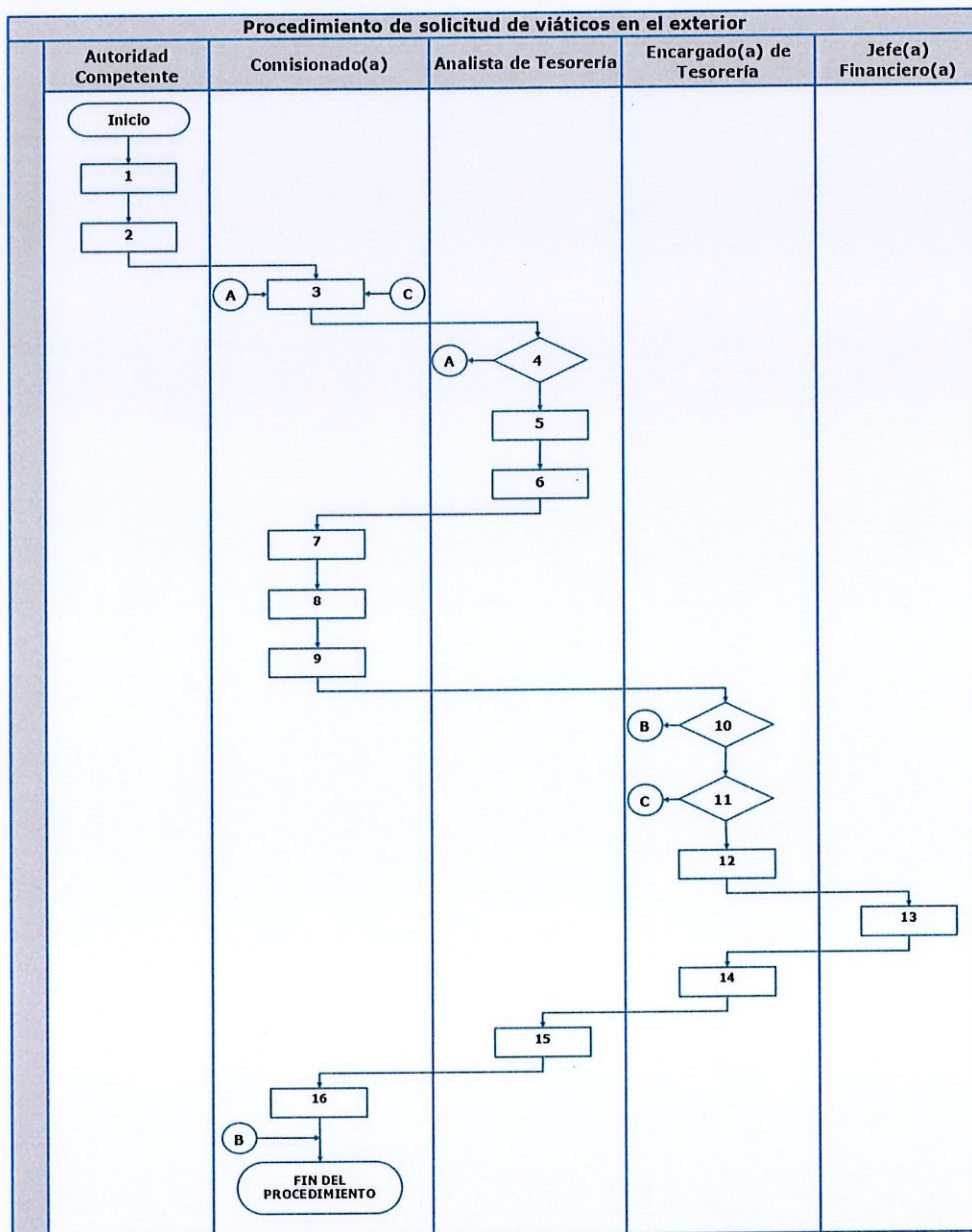 Procedimiento de solicitud de viáticos en el exterior
Autoridad
Competente
Comisionado(a)
Analista de Tesorería
Encargado(a) de
Tesorería
Jefe(a)
Financiero(a)
Inicio
1
2
A
3
C
A
4
5
6
7
8
9
B
10
C
11
12
13
14
15
16
B
FIN DEL
PROCEDIMIENTO